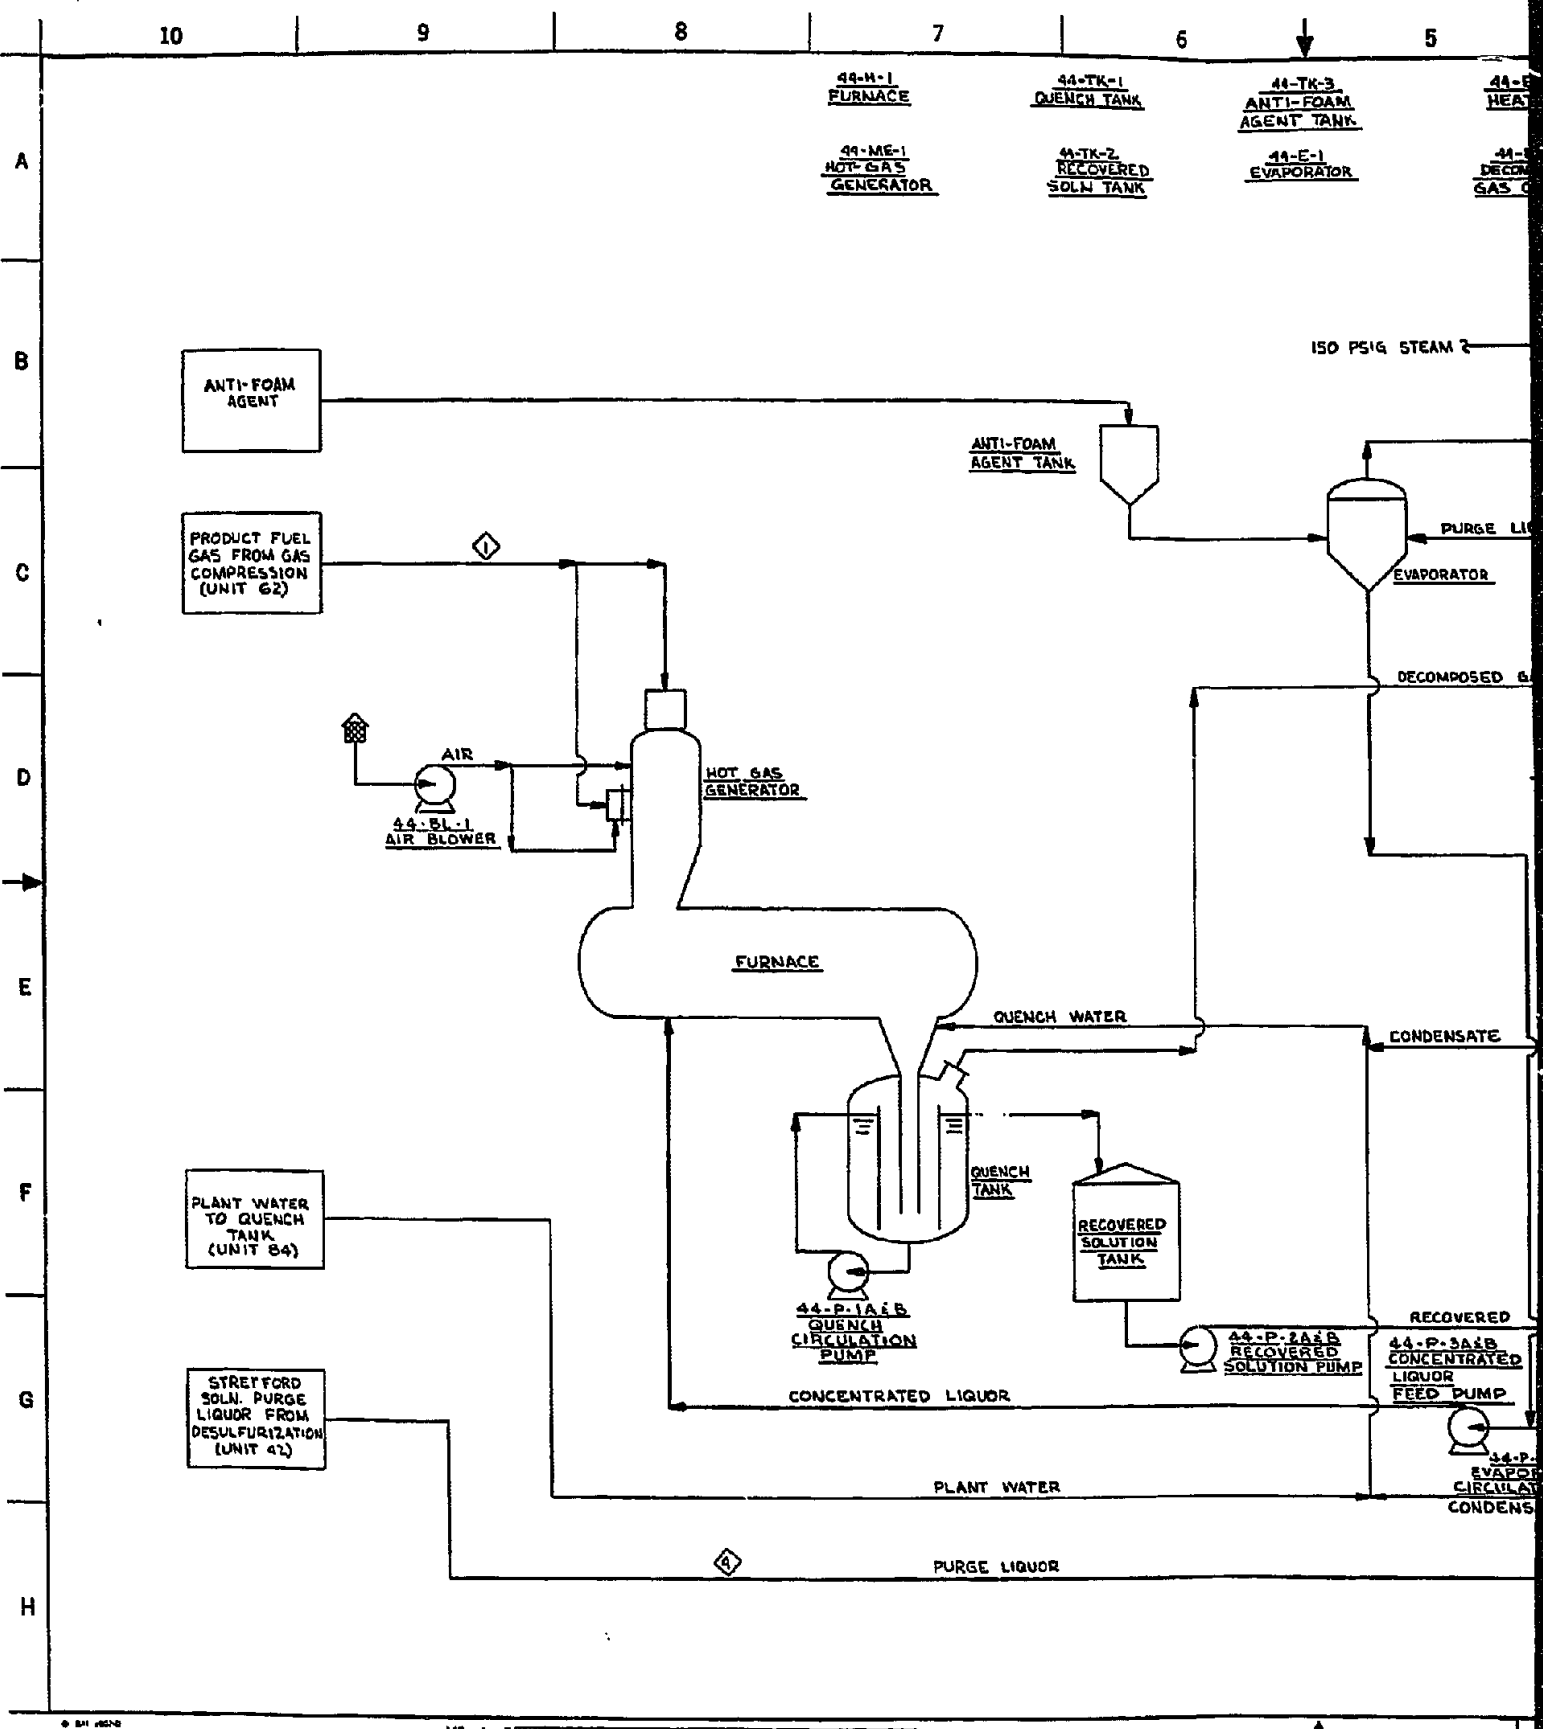 10 9 8 7 6 5
44-H-1
FURNACE
44-TK-1
QUENCH TANK
44-TK-3
ANTI-FOAM
AGENT TANK
44-ME-1
HOT-GAS
GENERATOR
44-TK-2
RECOVERED
SOLN TANK
44-E-1
EVAPORATOR
A
B
150 PSIG STEAM
ANTI-FOAM
AGENT
ANTI-FOAM
AGENT TANK
PRODUCT FUEL
GAS FROM GAS
COMPRESSION
(UNIT 62)
1
PURGE
C
EVAPORATOR
DECOMPOSED
AIR
D
HOT GAS
GENERATOR
44-BL-1
AIR BLOWER
FURNACE
E
QUENCH WATER
CONDENSATE
QUENCH
TANK
F
PLANT WATER
TO QUENCH
TANK
(UNIT 84)
RECOVERED
SOLUTION
TANK
44-P-1A&B
QUENCH
CIRCULATION
PUMP
RECOVERED
44-P-2A&B
RECOVERED
SOLUTION PUMP
44-P-3A&B
CONCENTRATED
LIQUOR
FEED PUMP
STRETFORD
SOLN. PURGE
LIQUOR FROM
DESULFURIZATION
(UNIT 42)
G
CONCENTRATED LIQUOR
PLANT WATER
4
PURGE LIQUOR
H